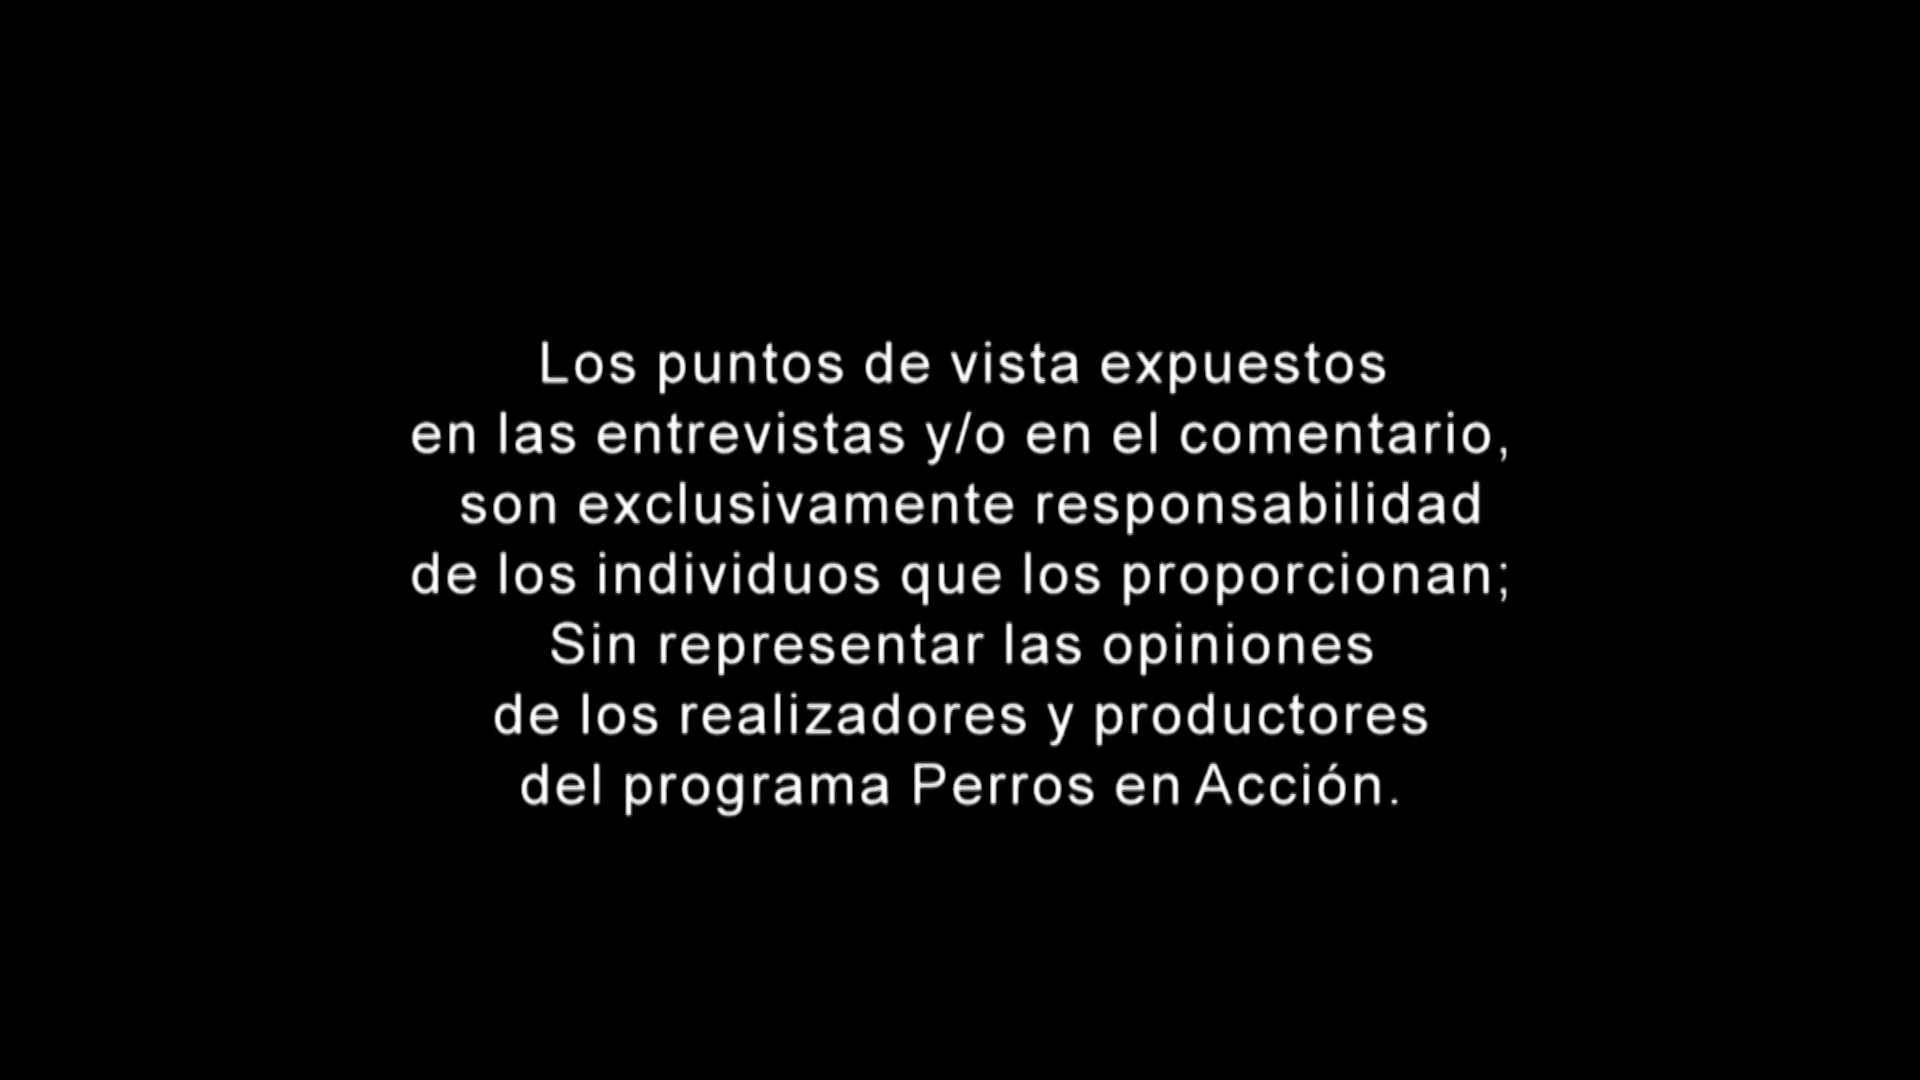 Los puntos de vista expuestos
en las entrevistas y/o en el comentario,
son exclusivamente responsabilidad
de los individuos que los proporcionan;
Sin representar las opiniones
de los realizadores y productores
del programa Perros en Acción.